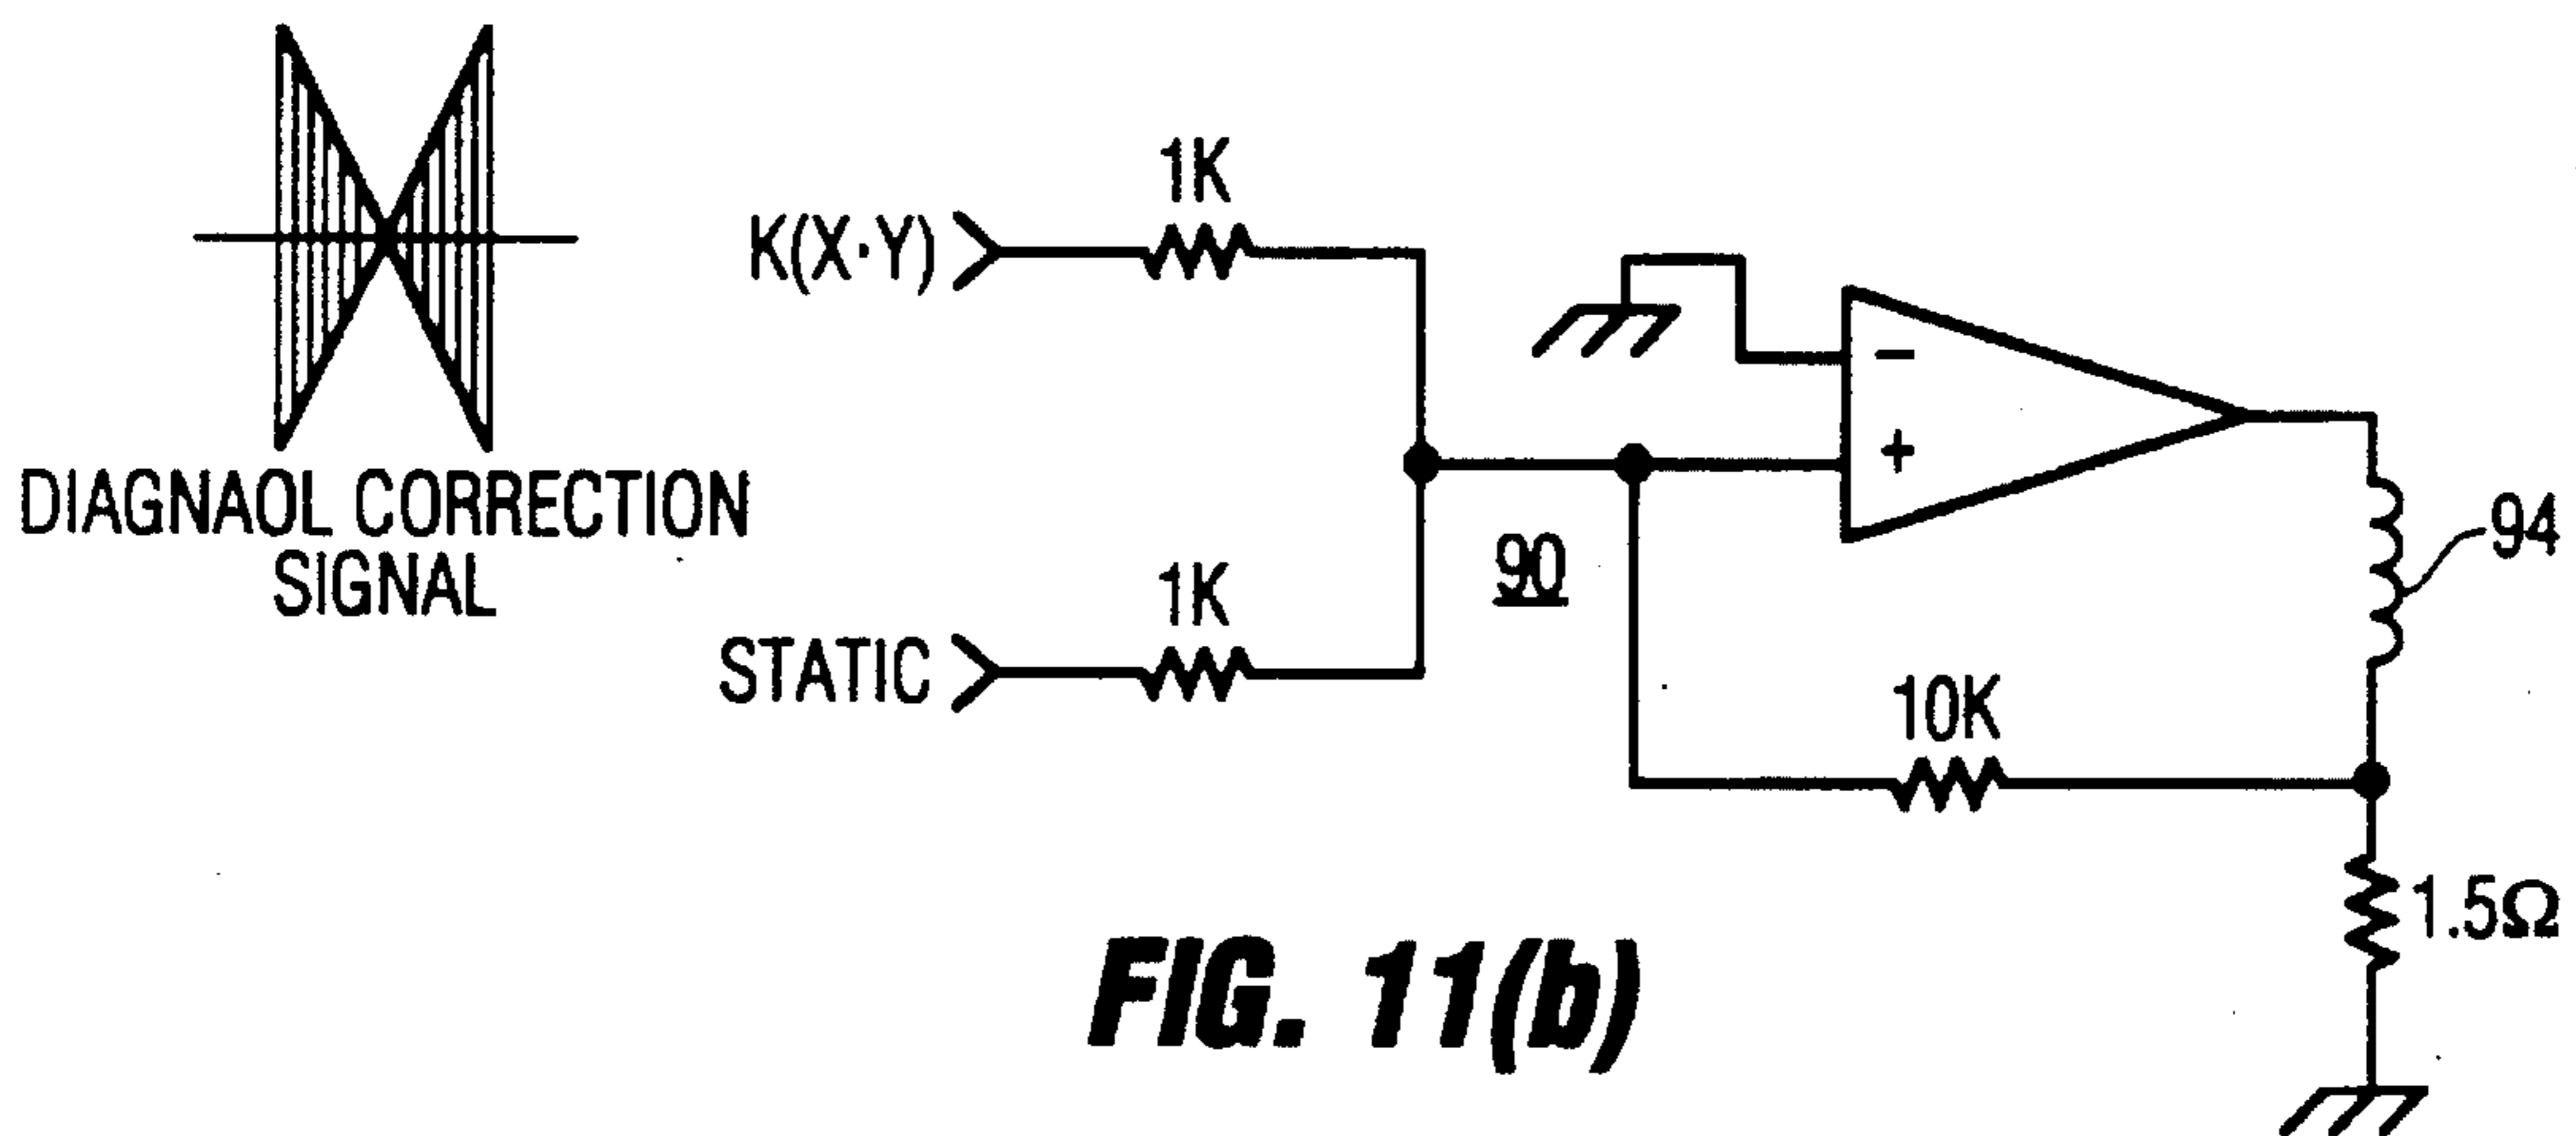 DIAGNAOL CORRECTION
SIGNAL
K(X·Y)
1K
STATIC
1K
90
−
+
94
10K
1.5Ω
FIG. 11(b)